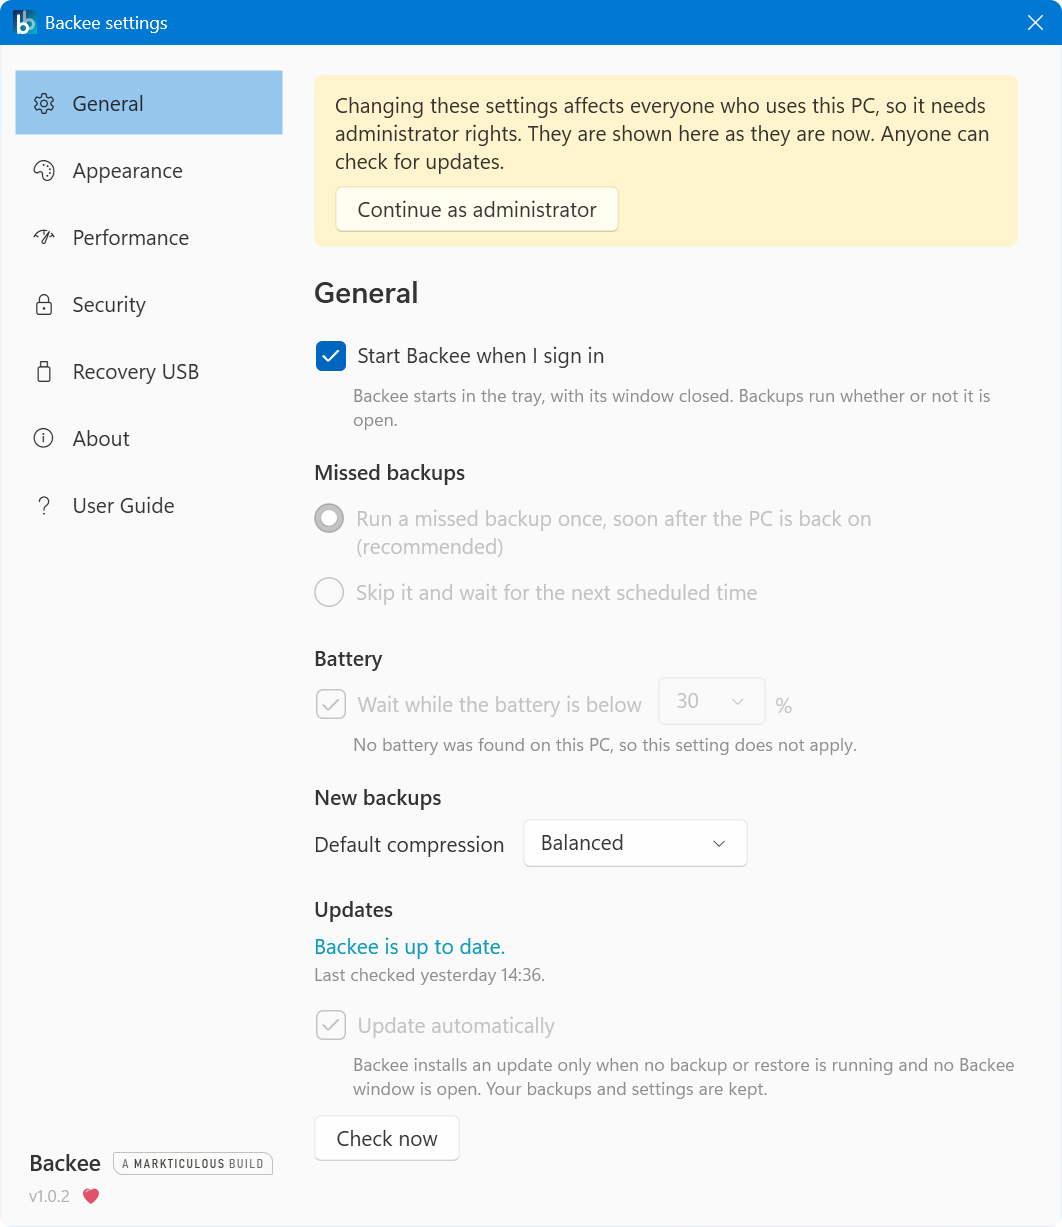 Backee settings
General
Appearance
Performance
Security
Recovery USB
About
User Guide
Changing these settings affects everyone who uses this PC, so it needs
administrator rights. They are shown here as they are now. Anyone can
check for updates.
Continue as administrator
General
Start Backee when I sign in
Backee starts in the tray, with its window closed. Backups run whether or not it is
open.
Missed backups
Run a missed backup once, soon after the PC is back on
(recommended)
Skip it and wait for the next scheduled time
Battery
Wait while the battery is below 30 %
No battery was found on this PC, so this setting does not apply.
New backups
Default compression Balanced
Updates
Backee is up to date.
Last checked yesterday 14:36.
Update automatically
Backee installs an update only when no backup or restore is running and no Backee
window is open. Your backups and settings are kept.
Check now
Backee A MARKTICULOUS BUILD
v1.0.2